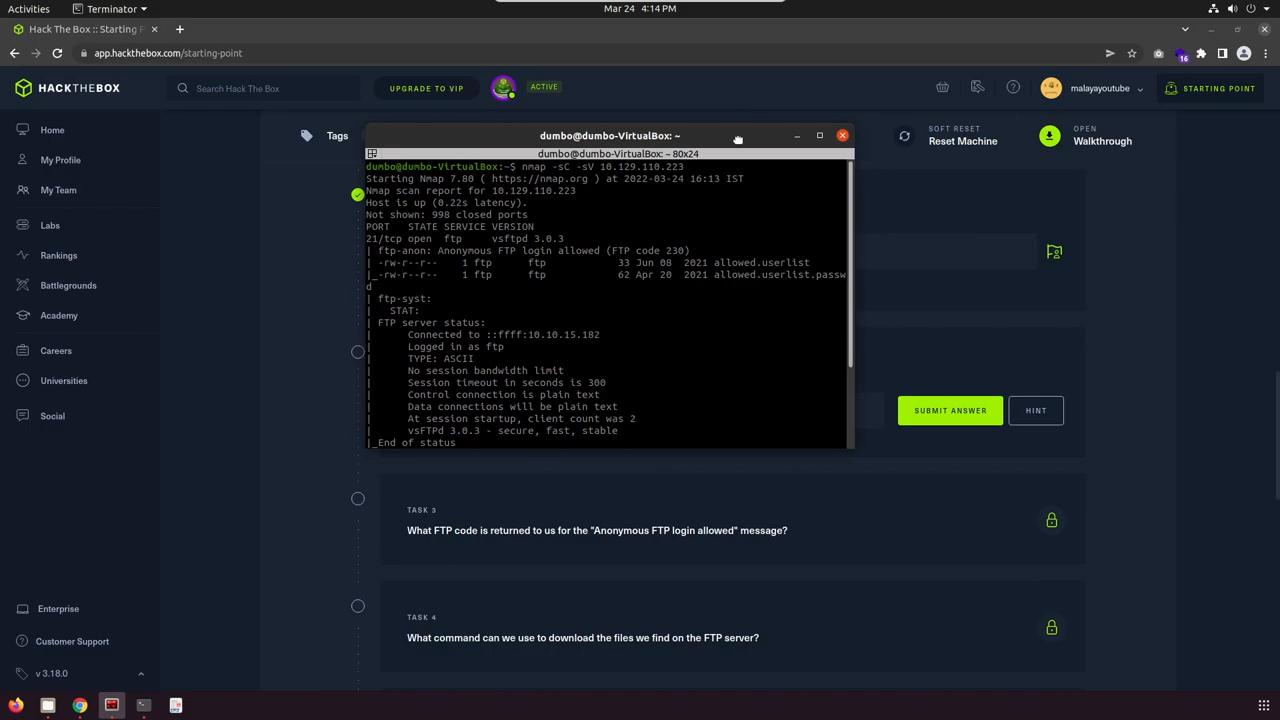 Activities
Terminator
Mar 24 4:14 PM
Hack The Box :: Starting P
app.hackthebox.com/starting-point
16
HACKTHEBOX
Search Hack The Box
UPGRADE TO VIP
ACTIVE
malayayoutube
STARTING POINT
Home
My Profile
My Team
Labs
Rankings
Battlegrounds
Academy
Careers
Universities
Social
Enterprise
Customer Support
v 3.18.0
Tags
SOFT RESET
Reset Machine
OPEN
Walkthrough
dumbo@dumbo-VirtualBox: ~
dumbo@dumbo-VirtualBox: ~ 80x24
dumbo@dumbo-VirtualBox:~$ nmap -sC -sV 10.129.110.223
Starting Nmap 7.80 ( https://nmap.org ) at 2022-03-24 16:13 IST
Nmap scan report for 10.129.110.223
Host is up (0.22s latency).
Not shown: 998 closed ports
PORT   STATE SERVICE VERSION
21/tcp open  ftp     vsftpd 3.0.3
| ftp-anon: Anonymous FTP login allowed (FTP code 230)
| -rw-r--r--    1 ftp      ftp            33 Jun 08  2021 allowed.userlist
|_-rw-r--r--    1 ftp      ftp            62 Apr 20  2021 allowed.userlist.passw
d
| ftp-syst:
|   STAT:
| FTP server status:
|      Connected to ::ffff:10.10.15.182
|      Logged in as ftp
|      TYPE: ASCII
|      No session bandwidth limit
|      Session timeout in seconds is 300
|      Control connection is plain text
|      Data connections will be plain text
|      At session startup, client count was 2
|      vsFTPd 3.0.3 - secure, fast, stable
|_End of status
SUBMIT ANSWER
HINT
TASK 3
What FTP code is returned to us for the "Anonymous FTP login allowed" message?
TASK 4
What command can we use to download the files we find on the FTP server?